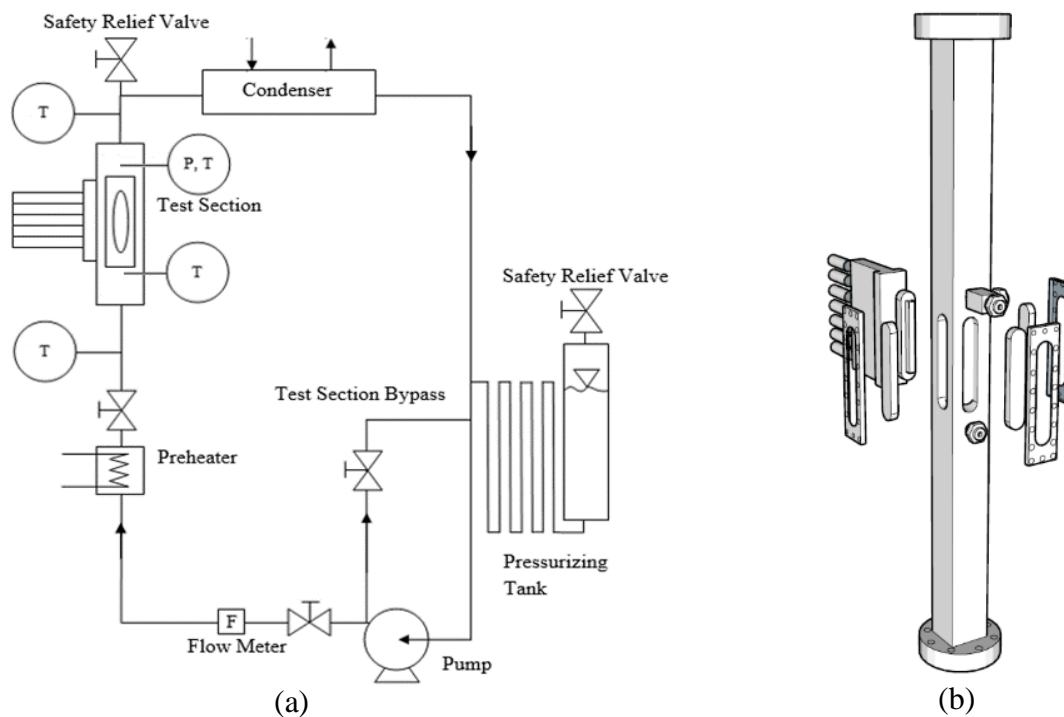 Safety Relief Valve
Condenser
T
P, T
Test Section
T
Safety Relief Valve
T
Test Section Bypass
Preheater
Pressurizing
Tank
F
Flow Meter
Pump
(a)
(b)